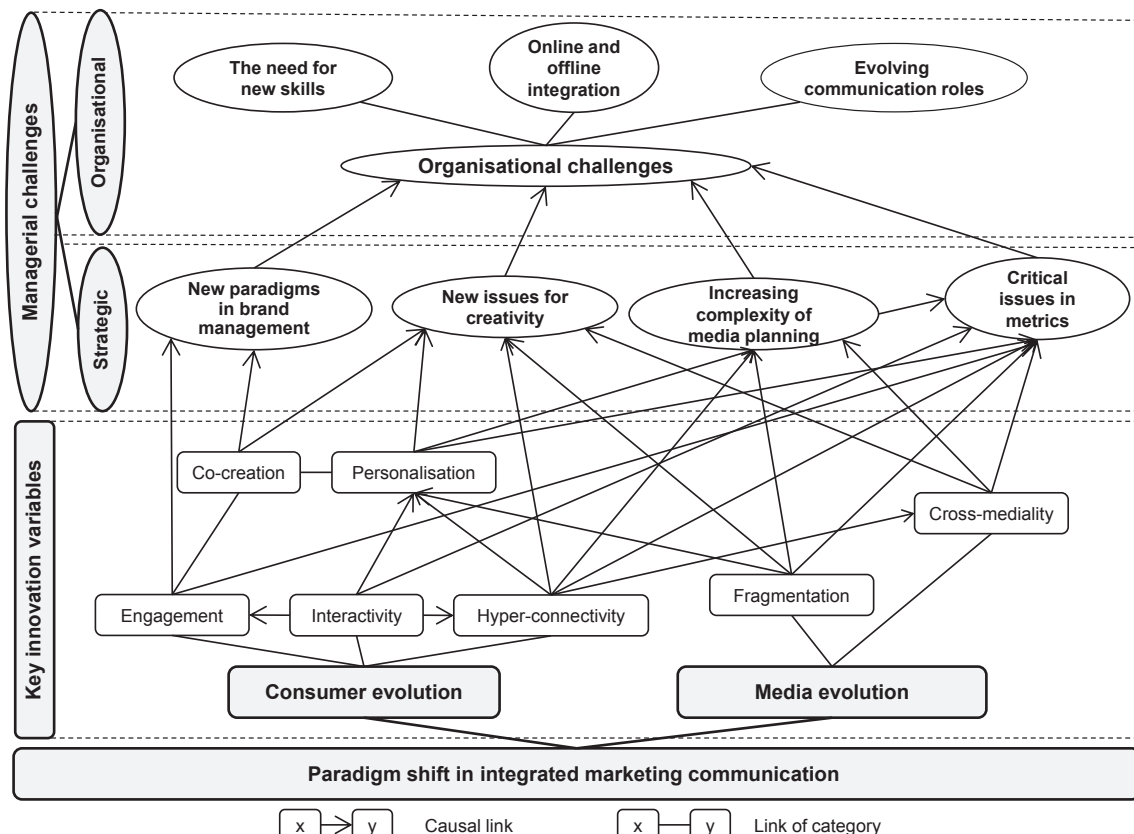 Managerial challenges
Organisational
Strategic
Key innovation variables
The need for
new skills
Online and
offline
integration
Evolving
communication roles
Organisational challenges
New paradigms
in brand
management
New issues for
creativity
Increasing
complexity of
media planning
Critical
issues in
metrics
Co-creation
Personalisation
Cross-mediality
Engagement
Interactivity
Hyper-connectivity
Fragmentation
Consumer evolution
Media evolution
Paradigm shift in integrated marketing communication
x
y
Causal link
x
y
Link of category